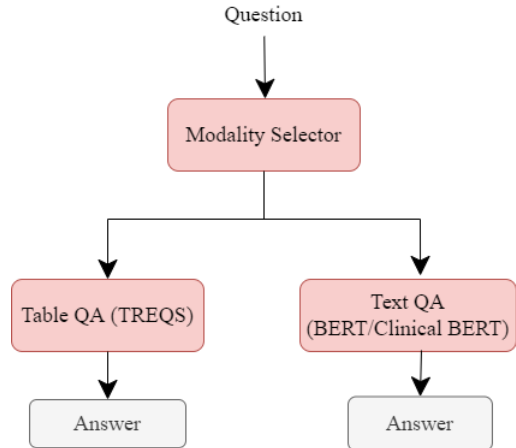 Question
Modality Selector
Table QA (TREQS)
Text QA
(BERT/Clinical BERT)
Answer
Answer